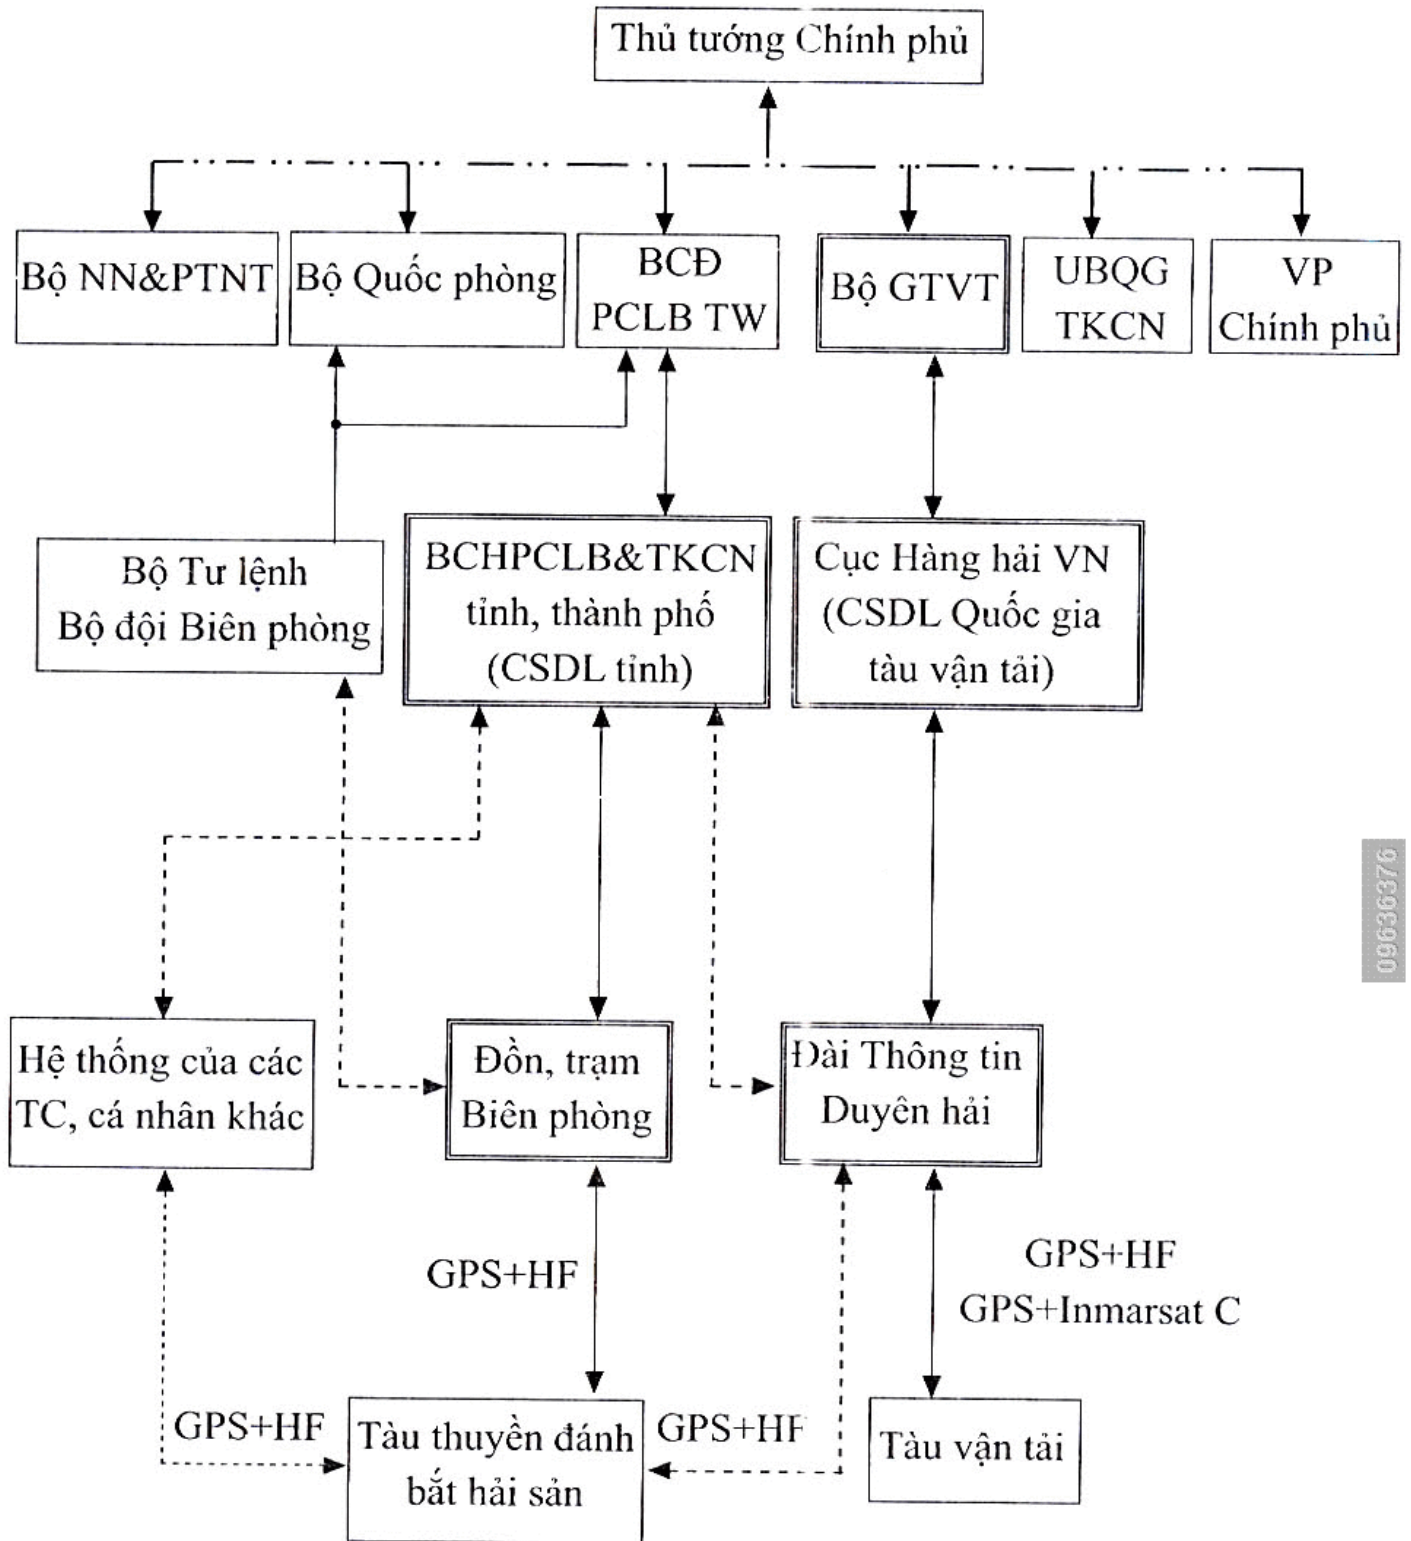 Thủ tướng Chính phủ
Bộ NN&PTNT
Bộ Quốc phòng
BCĐ
PCLB TW
Bộ GTVT
UBQG
TKCN
VP
Chính phủ
Bộ Tư lệnh
Bộ đội Biên phòng
BCHPCLB&TKCN
tỉnh, thành phố
(CSDL tỉnh)
Cục Hàng hải VN
(CSDL Quốc gia
tàu vận tải)
09636376
Hệ thống của các
TC, cá nhân khác
Đồn, trạm
Biên phòng
Đài Thông tin
Duyên hải
GPS+HF
GPS+HF
GPS+Inmarsat C
GPS+HF
Tàu thuyền đánh
bắt hải sản
GPS+HF
Tàu vận tải